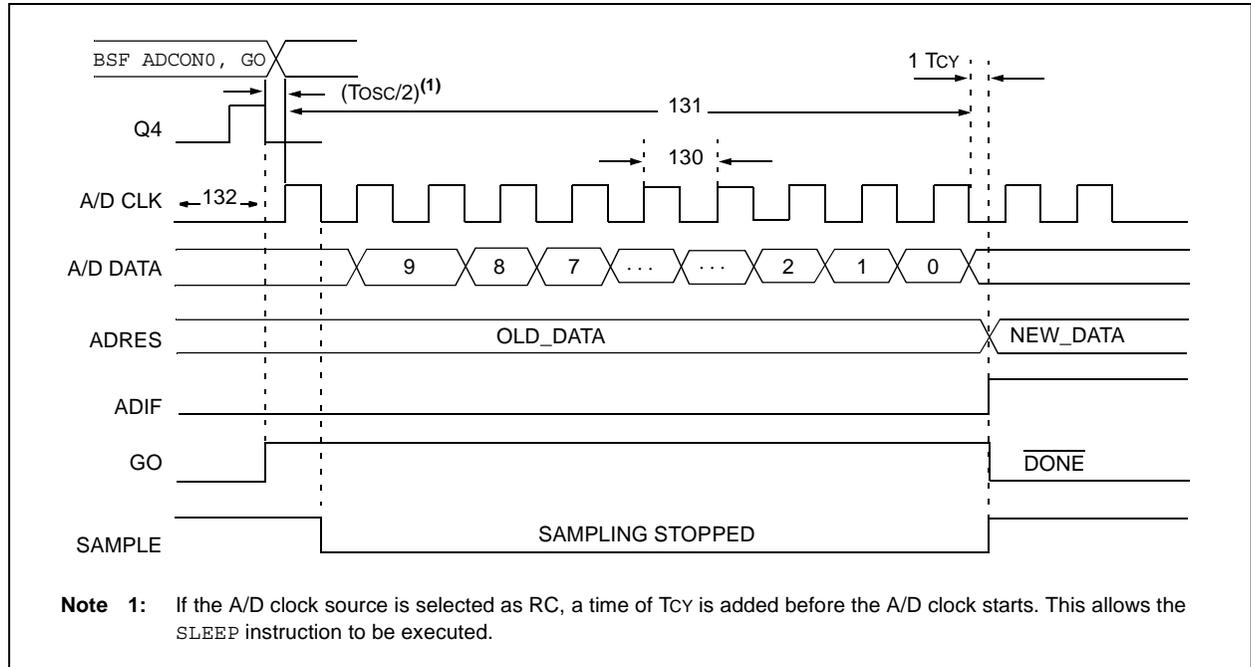 BSF ADCON0, GO
1 TCY
(TOSC/2)(1)
131
Q4
130
A/D CLK
132
A/D DATA
9 8 7 . . . . . . 2 1 0
ADRES
OLD_DATA
NEW_DATA
ADIF
GO
DONE
SAMPLE
SAMPLING STOPPED
Note 1: If the A/D clock source is selected as RC, a time of TCY is added before the A/D clock starts. This allows the
SLEEP instruction to be executed.